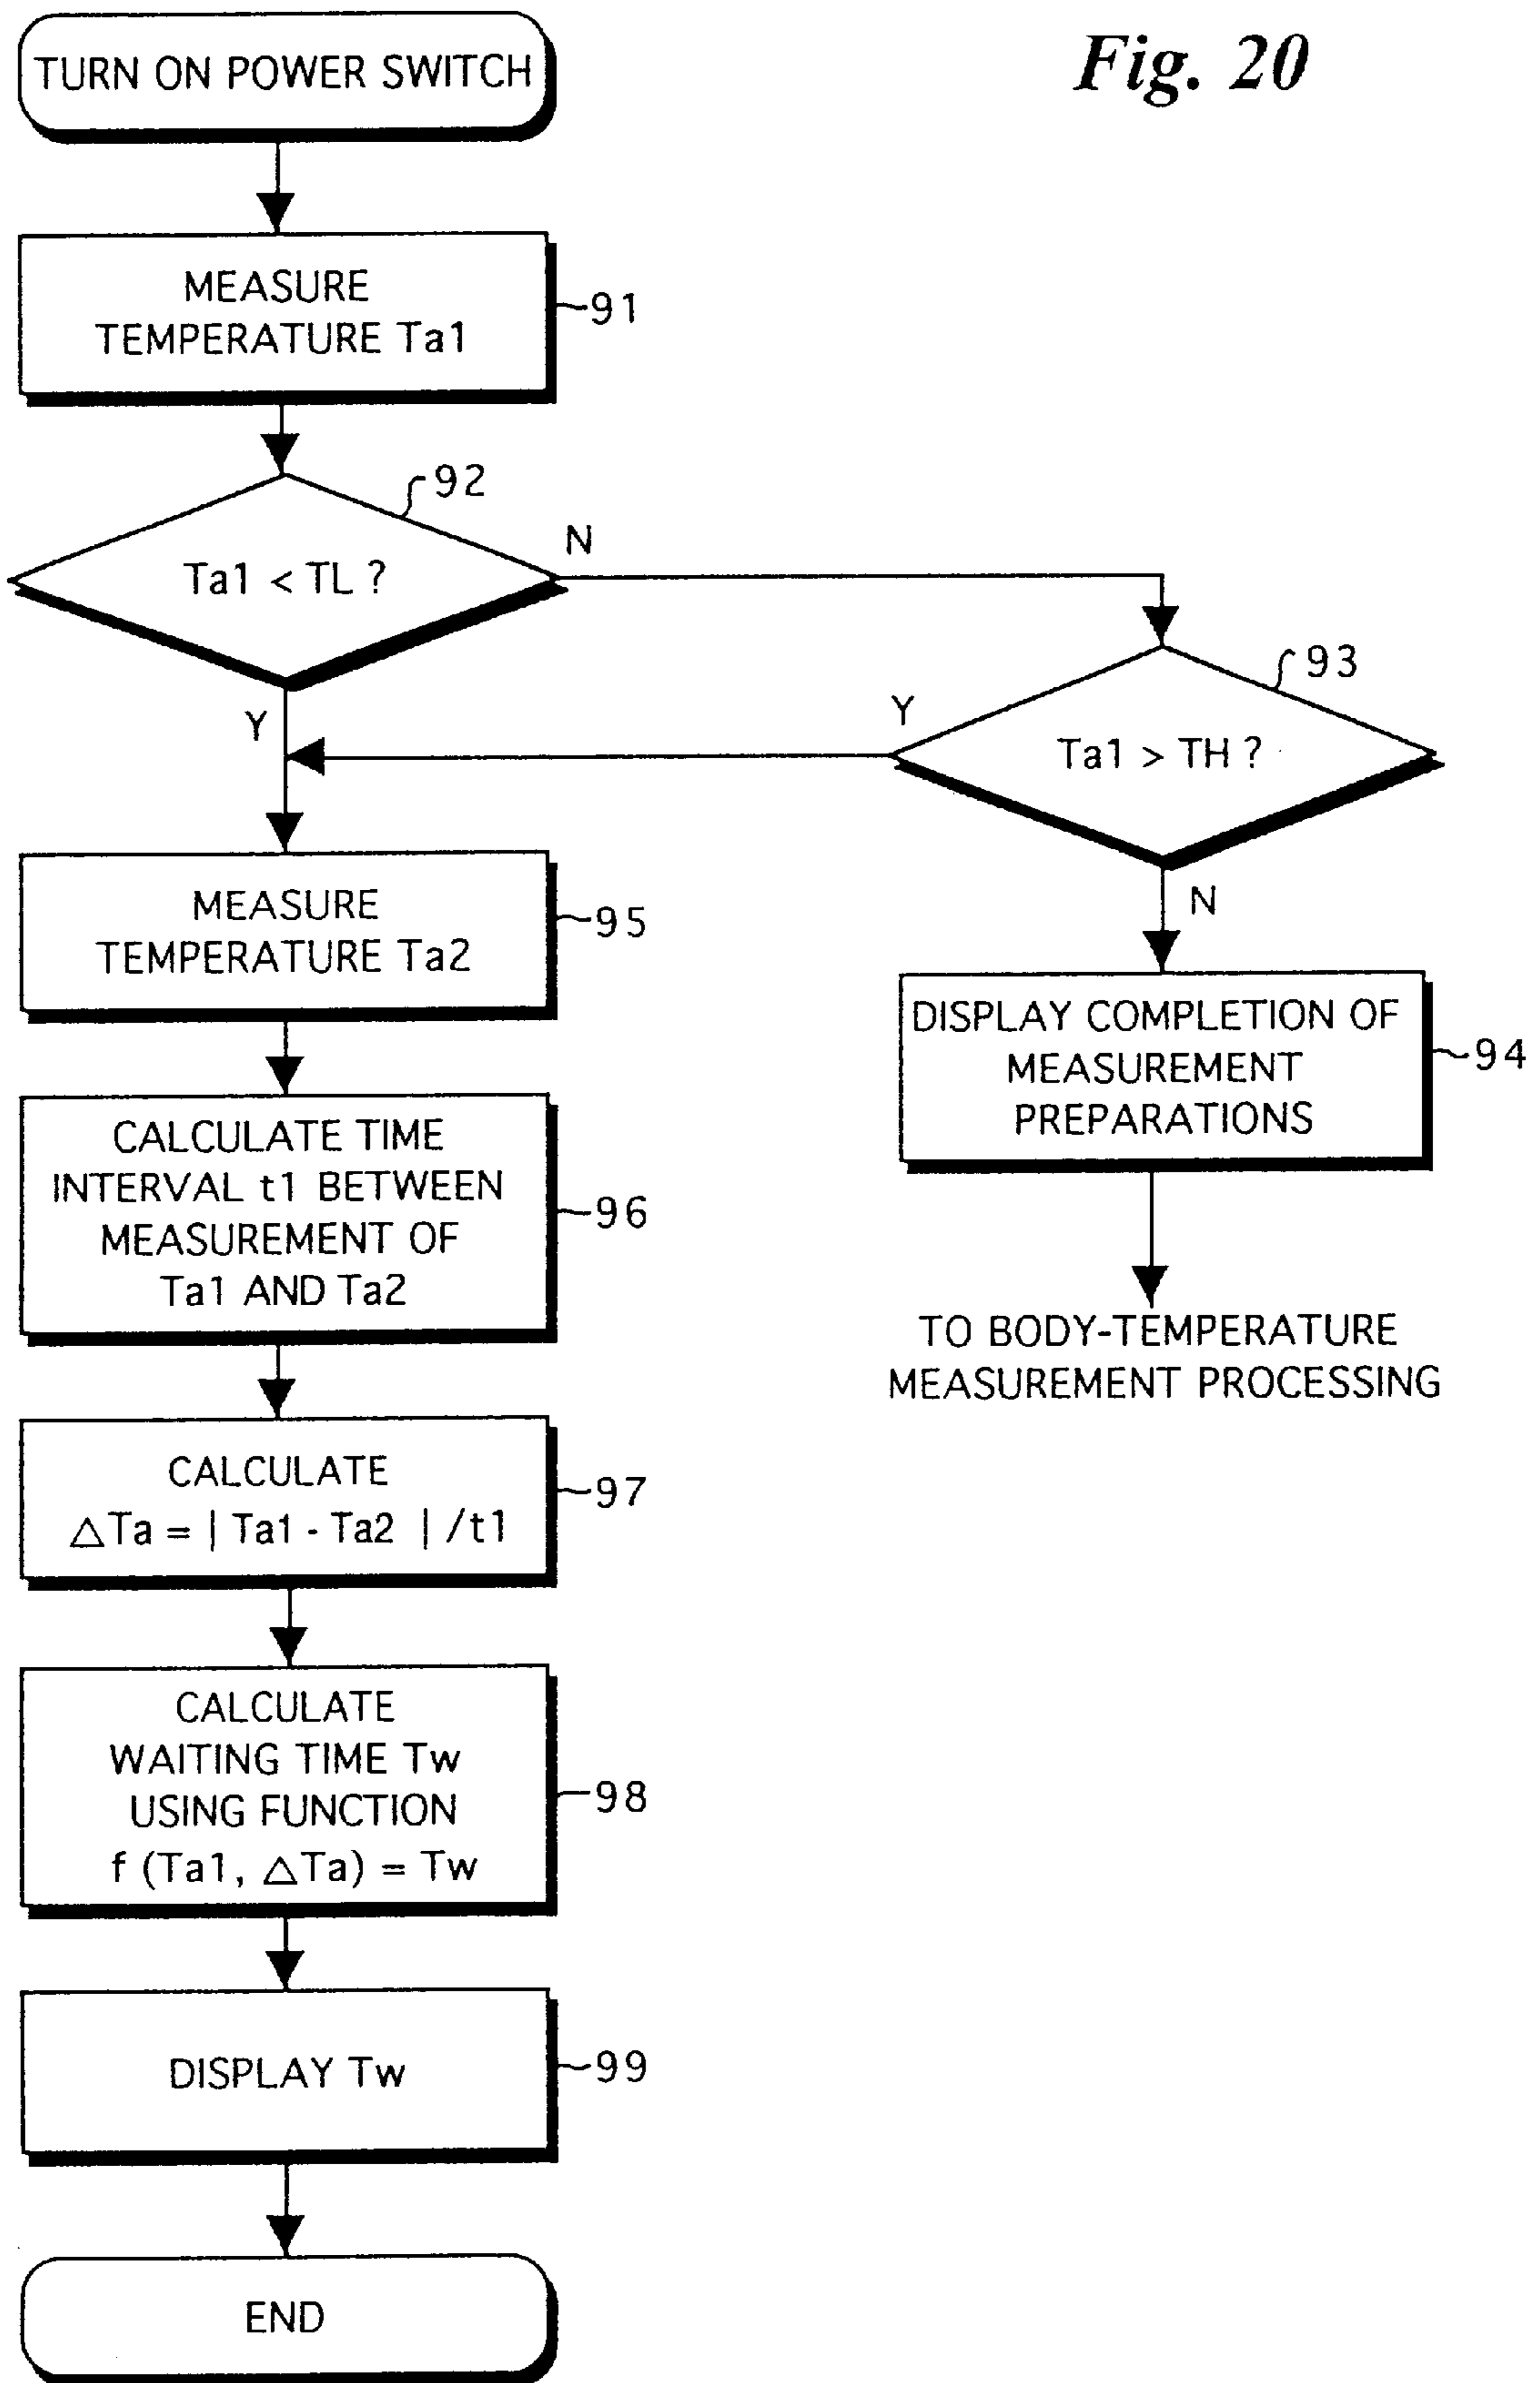 Fig. 20
TURN ON POWER SWITCH
MEASURE
TEMPERATURE Ta1
91
92
Ta1 < TL ?
N
Y
93
Ta1 > TH ?
Y
N
MEASURE
TEMPERATURE Ta2
95
DISPLAY COMPLETION OF
MEASUREMENT
PREPARATIONS
94
TO BODY-TEMPERATURE
MEASUREMENT PROCESSING
CALCULATE TIME
INTERVAL t1 BETWEEN
MEASUREMENT OF
Ta1 AND Ta2
96
CALCULATE
△Ta = | Ta1 - Ta2 | /t1
97
CALCULATE
WAITING TIME Tw
USING FUNCTION
f (Ta1, △Ta) = Tw
98
DISPLAY Tw
99
END